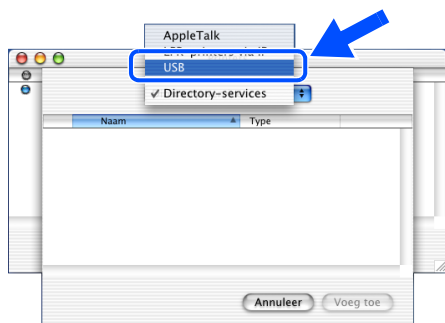 AppleTalk
USB
✓ Directory-services
Naam
Type
Annuleer
Voeg toe